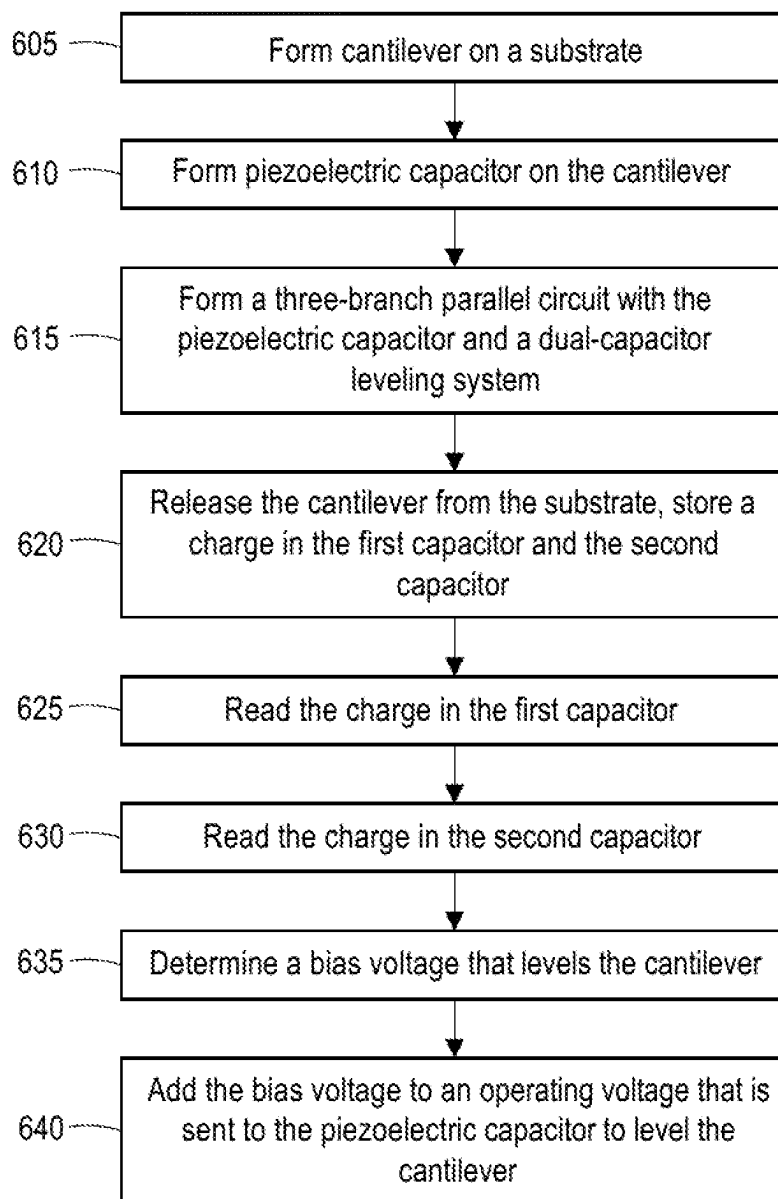 605
Form cantilever on a substrate
610
Form piezoelectric capacitor on the cantilever
615
Form a three-branch parallel circuit with the
piezoelectric capacitor and a dual-capacitor
leveling system
620
Release the cantilever from the substrate, store a
charge in the first capacitor and the second
capacitor
625
Read the charge in the first capacitor
630
Read the charge in the second capacitor
635
Determine a bias voltage that levels the cantilever
640
Add the bias voltage to an operating voltage that is
sent to the piezoelectric capacitor to level the
cantilever